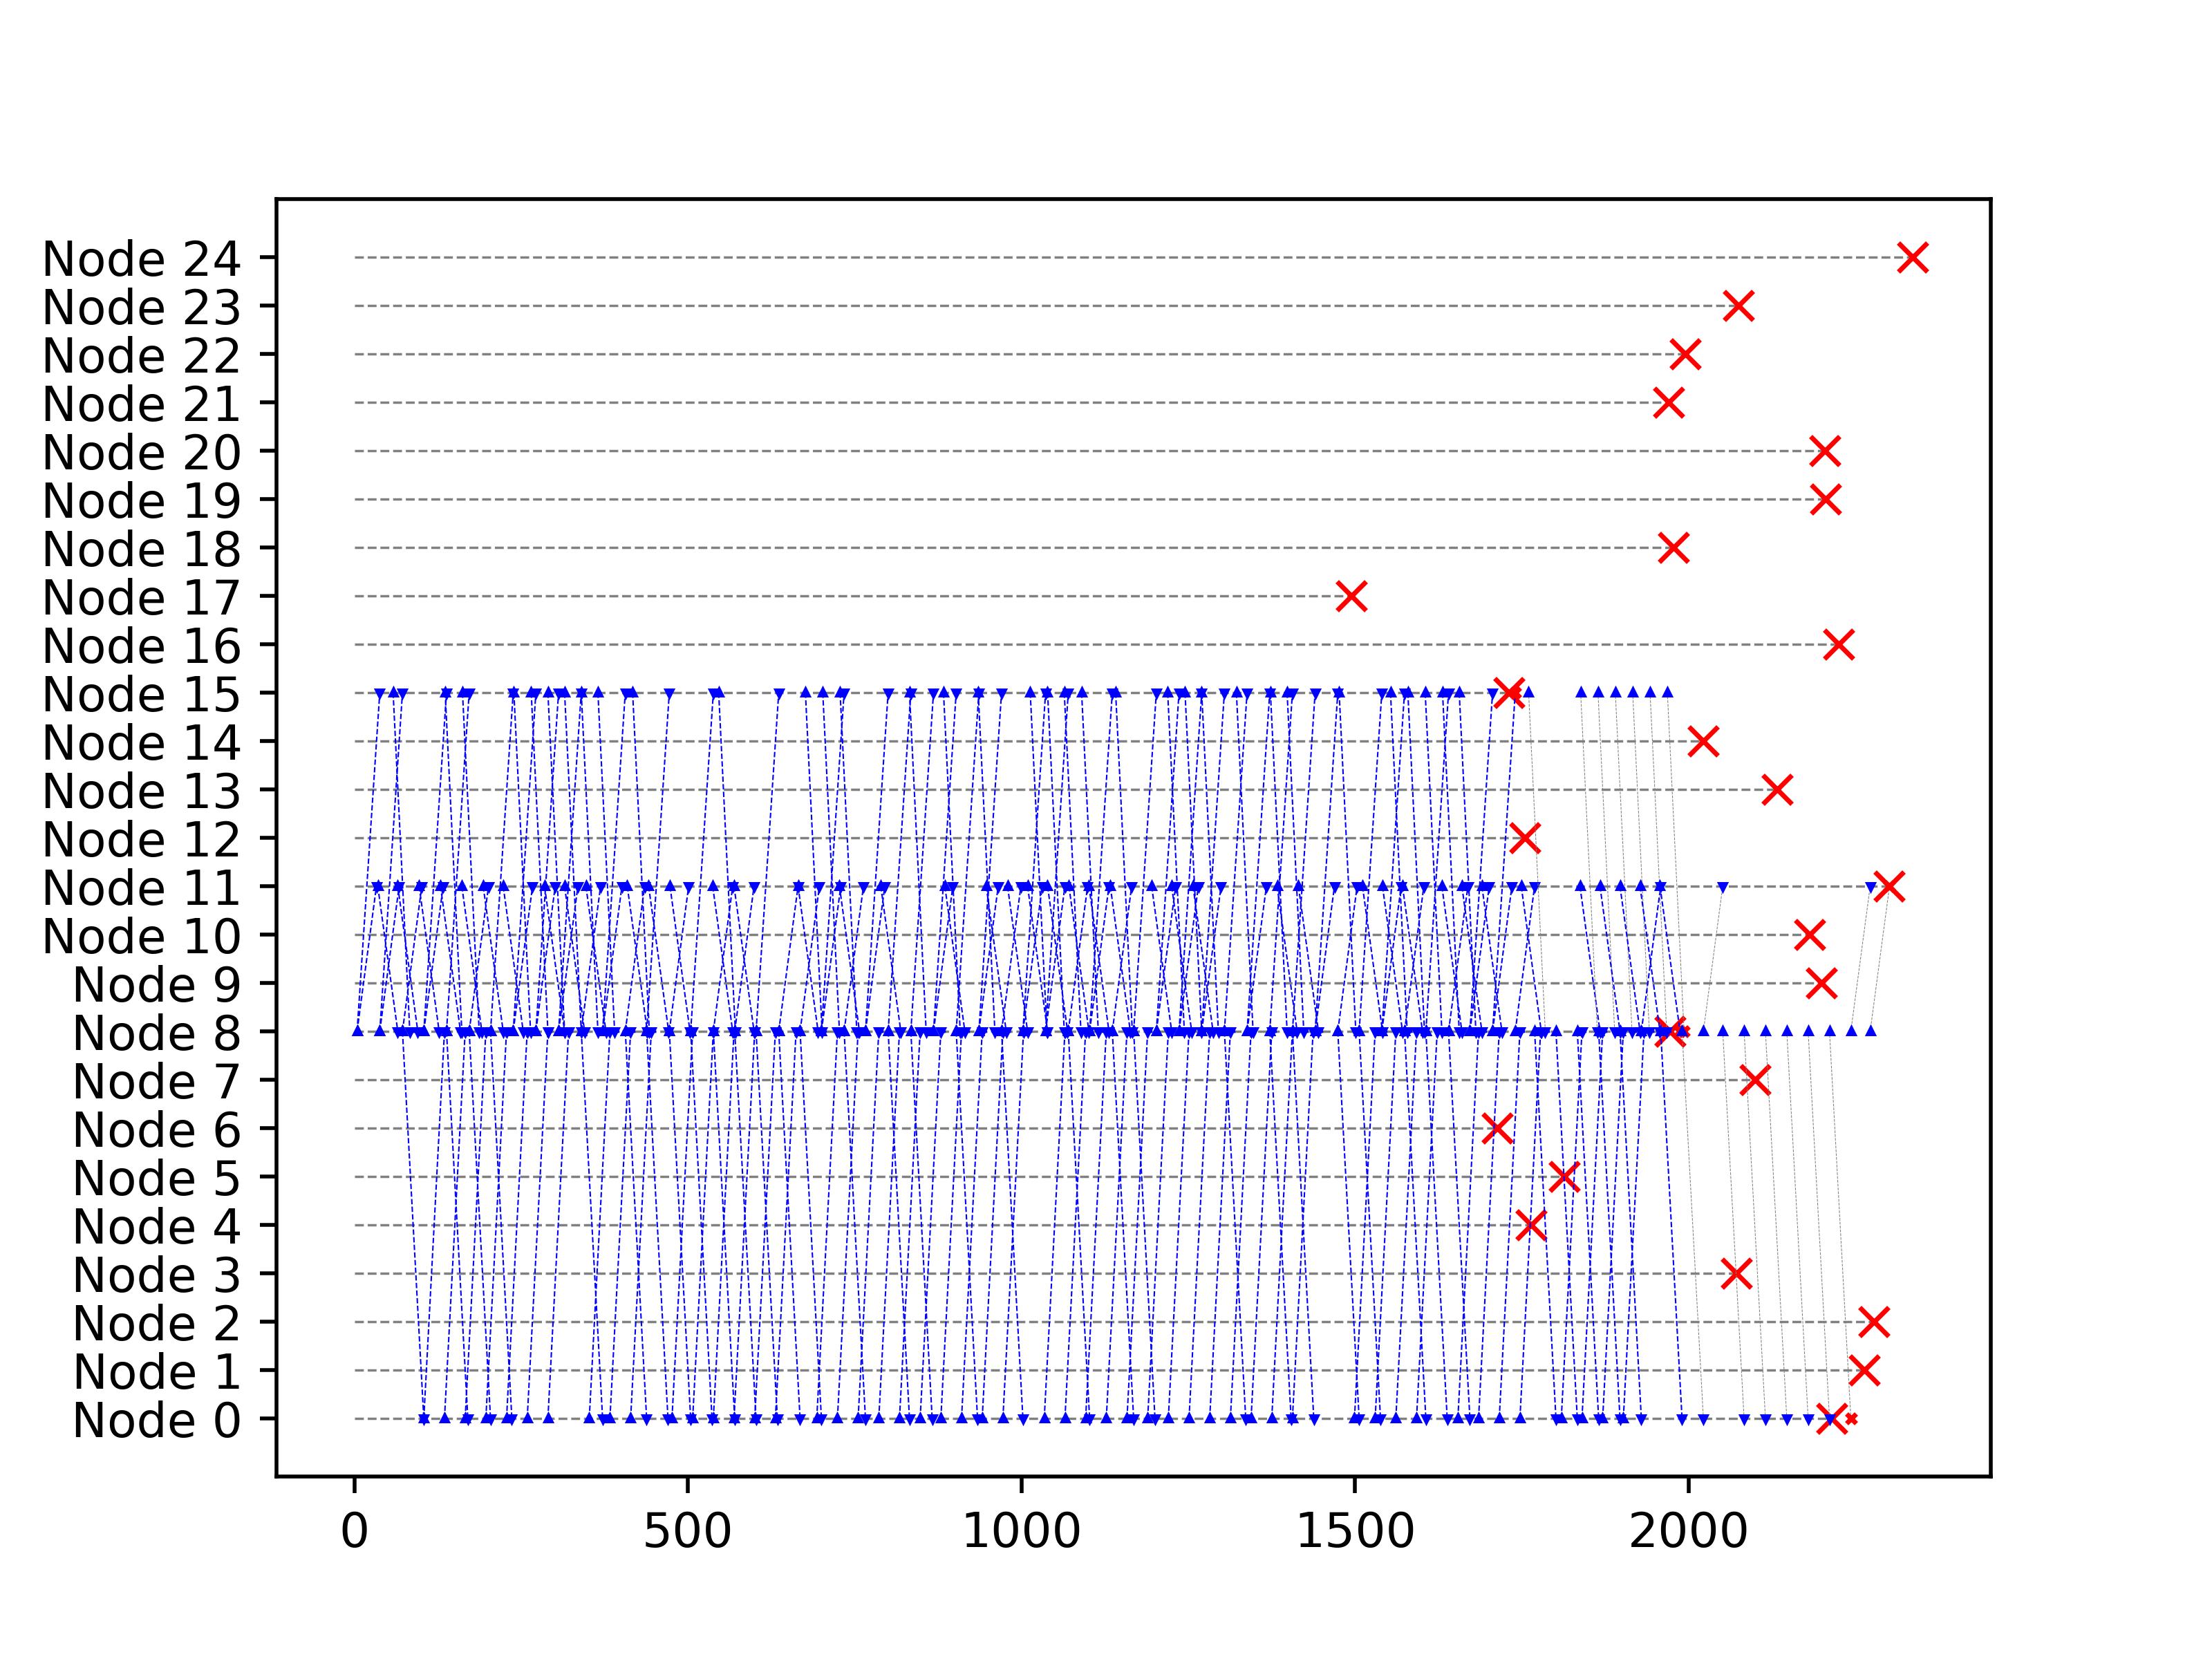 Node 24
Node 23
Node 22
Node 21
Node 20
Node 19
Node 18
Node 17
Node 16
Node 15
Node 14
Node 13
Node 12
Node 11
Node 10
Node 9
Node 8
Node 7
Node 6
Node 5
Node 4
Node 3
Node 2
Node 1
Node 0
0 500 1000 1500 2000